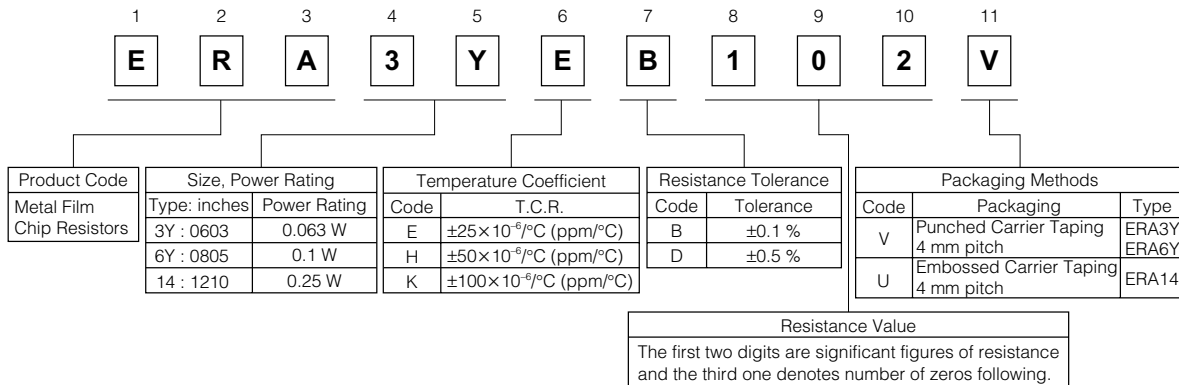 1 2 3 4 5 6 7 8 9 10 11
E R A 3 Y E B 1 0 2 V
Product Code
Metal Film
Chip Resistors
Size, Power Rating
Type: inches Power Rating
3Y : 0603 0.063 W
6Y : 0805 0.1 W
14 : 1210 0.25 W
Temperature Coefficient
Code T.C.R.
E ±25×10⁻⁶/°C (ppm/°C)
H ±50×10⁻⁶/°C (ppm/°C)
K ±100×10⁻⁶/°C (ppm/°C)
Resistance Tolerance
Code Tolerance
B ±0.1 %
D ±0.5 %
Packaging Methods
Code Packaging Type
V Punched Carrier Taping ERA3Y
4 mm pitch ERA6Y
U Embossed Carrier Taping ERA14
4 mm pitch
Resistance Value
The first two digits are significant figures of resistance
and the third one denotes number of zeros following.